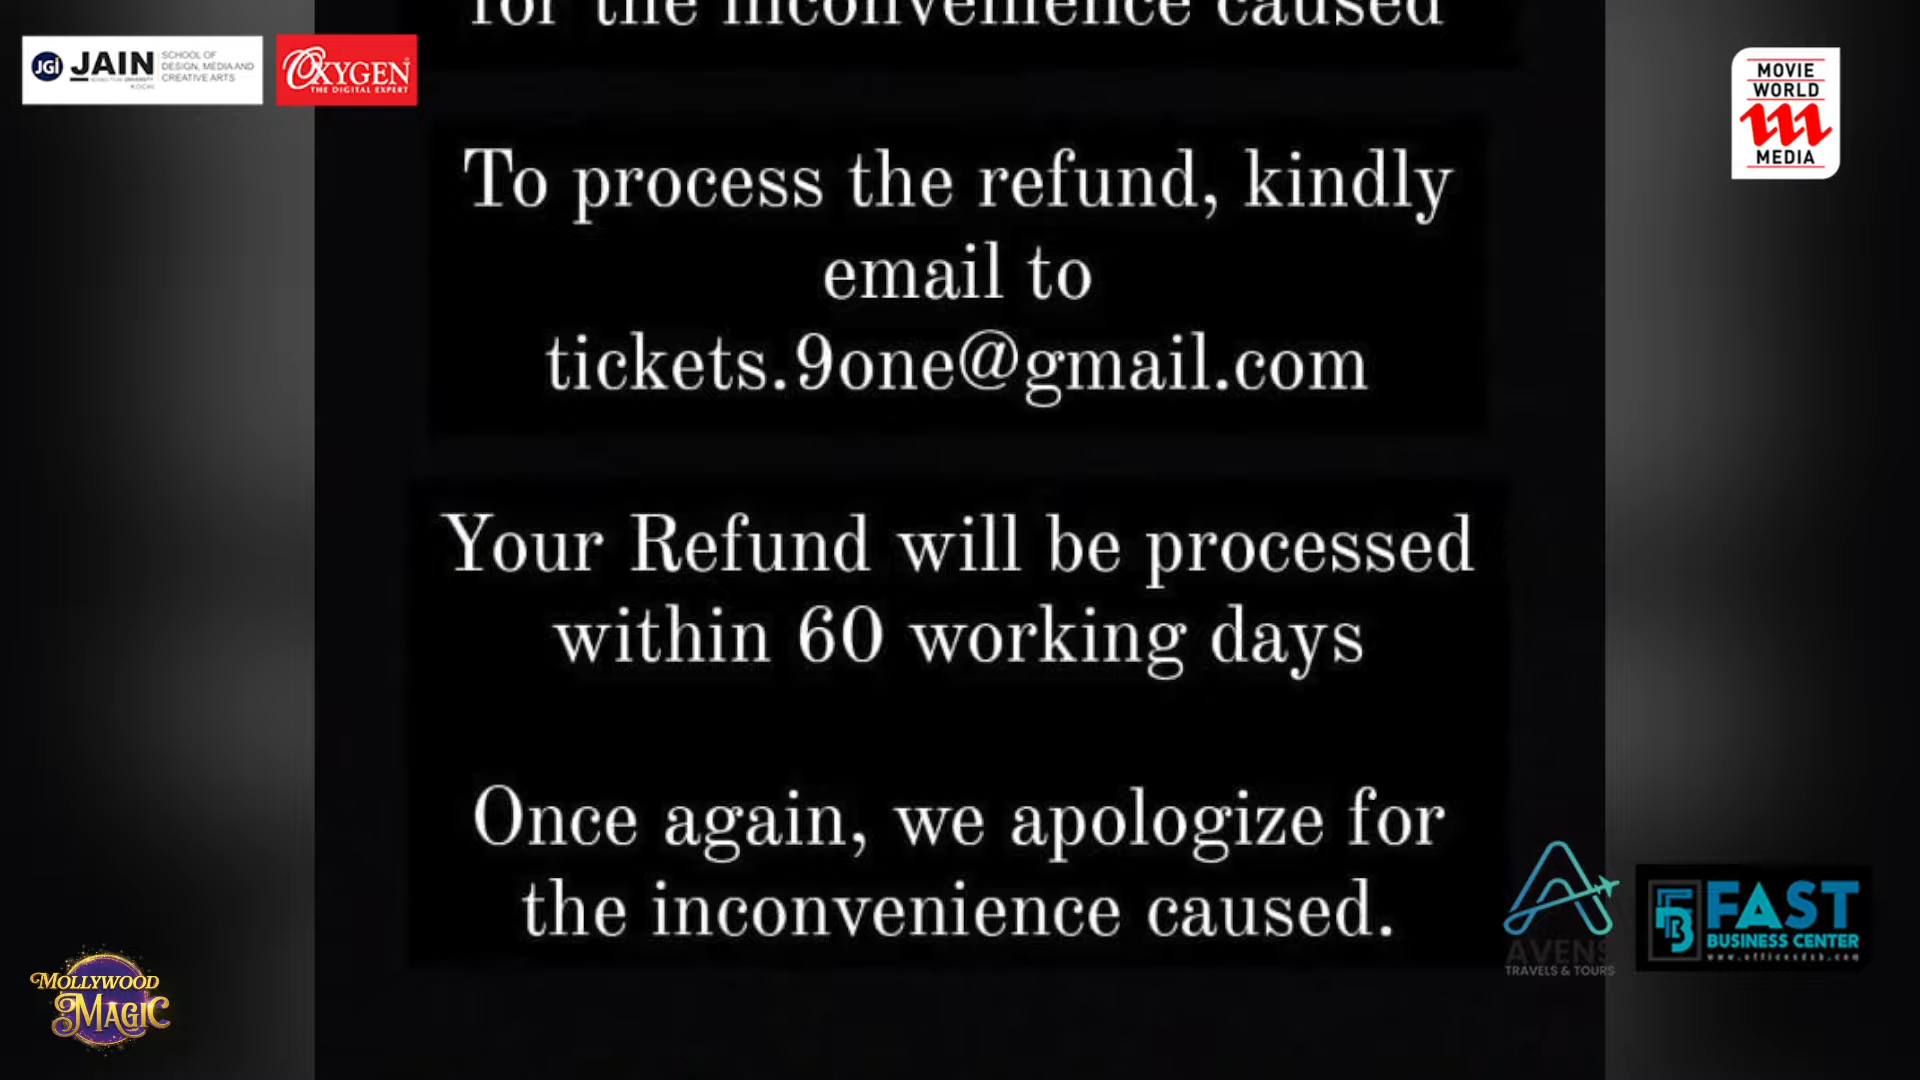 for the inconvenience caused
JGI JAIN
SCHOOL OF
DESIGN, MEDIA AND
CREATIVE ARTS
KOCHI
OXYGEN
THE DIGITAL EXPERT
MOVIE
WORLD
m
MEDIA
To process the refund, kindly
email to
tickets.9one@gmail.com
Your Refund will be processed
within 60 working days
Once again, we apologize for
the inconvenience caused.
AVENS
TRAVELS & TOURS
FAST
BUSINESS CENTER
MOLLYWOOD
MAGIC